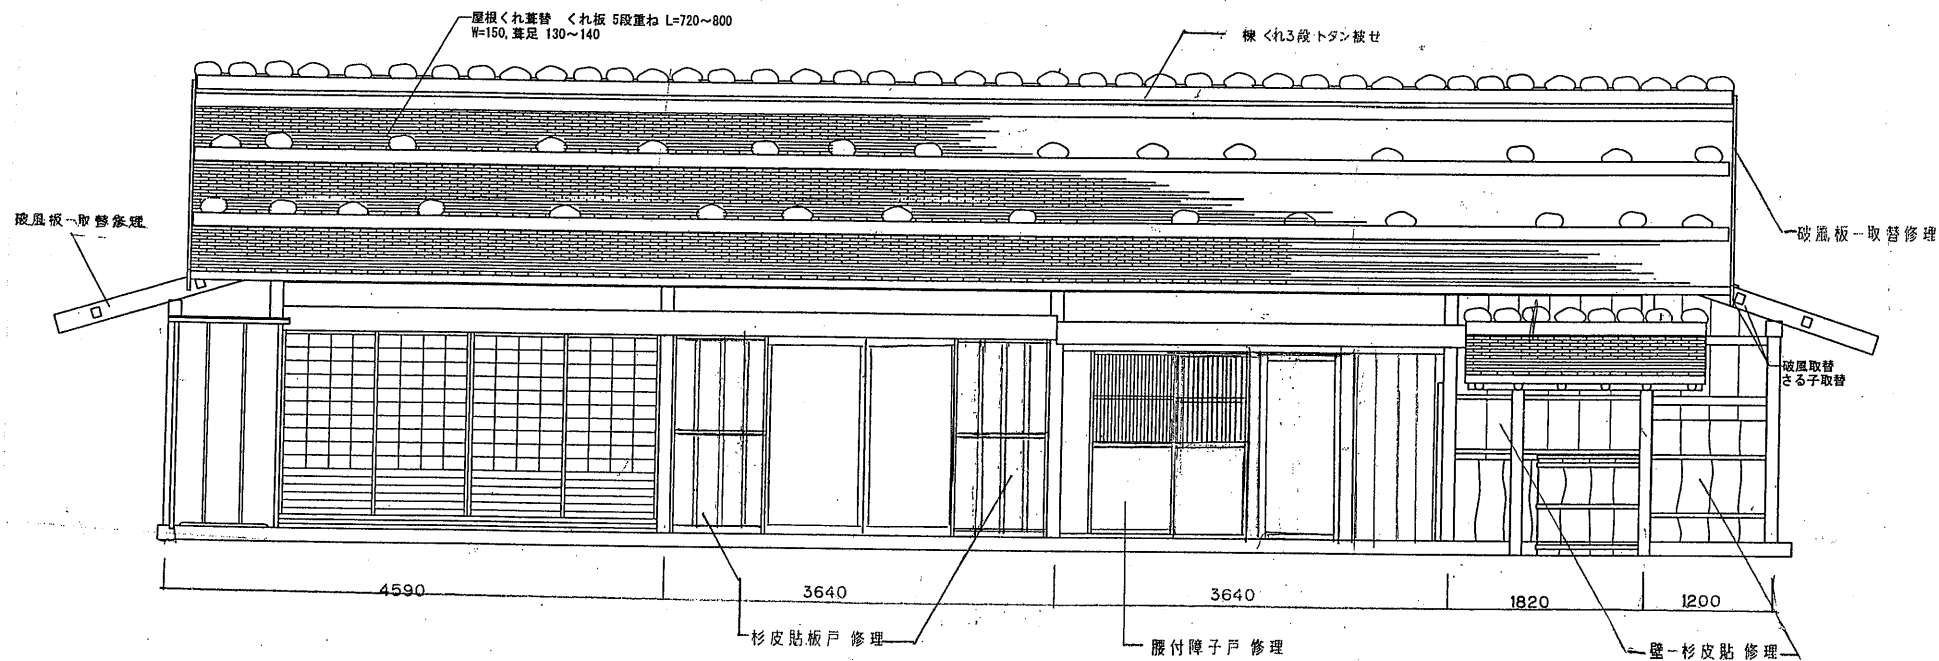 屋根くれ葺替　くれ板 5段重ね L=720～800
W=150, 葺足 130～140
棟 くれ3段トタン被せ
破風板ー取替修理
破風板ー取替修理
破風取替
さる子取替
4590
3640
3640
1820
1200
杉皮貼板戸 修理
腰付障子戸 修理
壁ー杉皮貼 修理